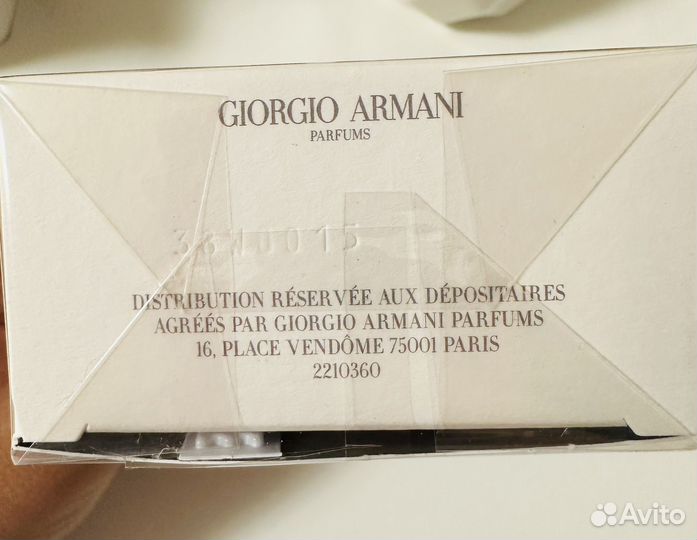 GIORGIO ARMANI
PARFUMS
DISTRIBUTION RÉSERVÉE AUX DÉPOSITAIRES
AGRÉÉS PAR GIORGIO ARMANI PARFUMS
16, PLACE VENDÔME 75001 PARIS
2210360
Avito